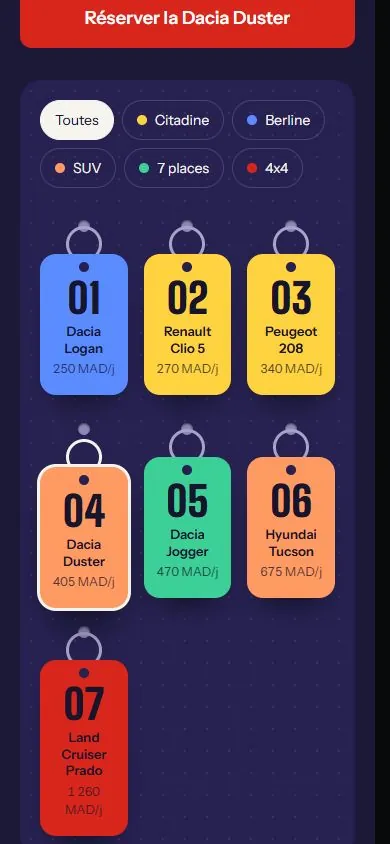 Réserver la Dacia Duster
Toutes
Citadine
Berline
SUV
7 places
4x4
01
Dacia
Logan
250 MAD/j
02
Renault
Clio 5
270 MAD/j
03
Peugeot
208
340 MAD/j
04
Dacia
Duster
405 MAD/j
05
Dacia
Jogger
470 MAD/j
06
Hyundai
Tucson
675 MAD/j
07
Land
Cruiser
Prado
1 260
MAD/j